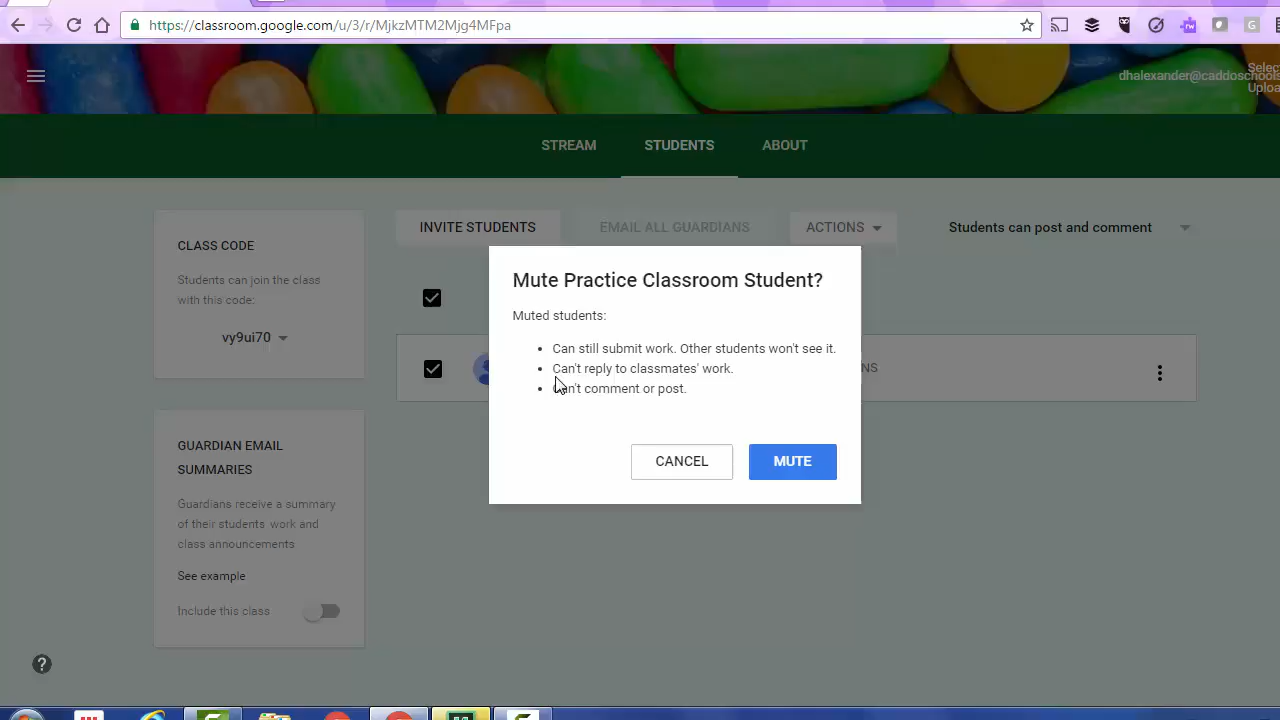 https://classroom.google.com/u/3/r/MjkzMTM2Mjg4MFpa
dhalexander@caddoschools
Selec
Uploa
STREAM
STUDENTS
ABOUT
CLASS CODE
Students can join the class
with this code:
vy9ui70
INVITE STUDENTS
EMAIL ALL GUARDIANS
ACTIONS
Students can post and comment
Mute Practice Classroom Student?
Muted students:
• Can still submit work. Other students won't see it.
• Can't reply to classmates' work.
• Can't comment or post.
CANCEL
MUTE
NS
GUARDIAN EMAIL
SUMMARIES
Guardians receive a summary
of their students' work and
class announcements
See example
Include this class
?